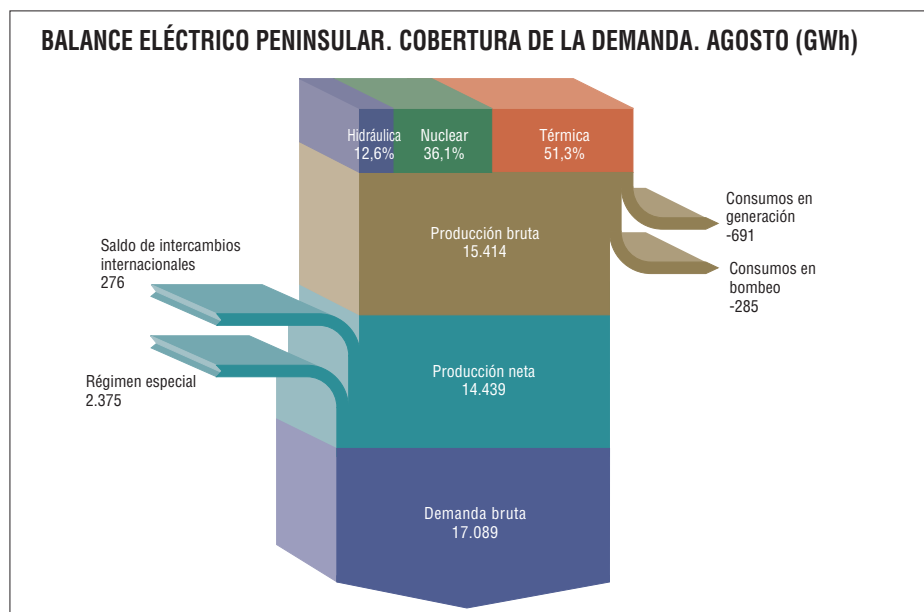 BALANCE ELÉCTRICO PENINSULAR. COBERTURA DE LA DEMANDA. AGOSTO (GWh)
Hidráulica
12,6%
Nuclear
36,1%
Térmica
51,3%
Consumos en
generación
-691
Producción bruta
15.414
Saldo de intercambios
internacionales
276
Consumos en
bombeo
-285
Régimen especial
2.375
Producción neta
14.439
Demanda bruta
17.089